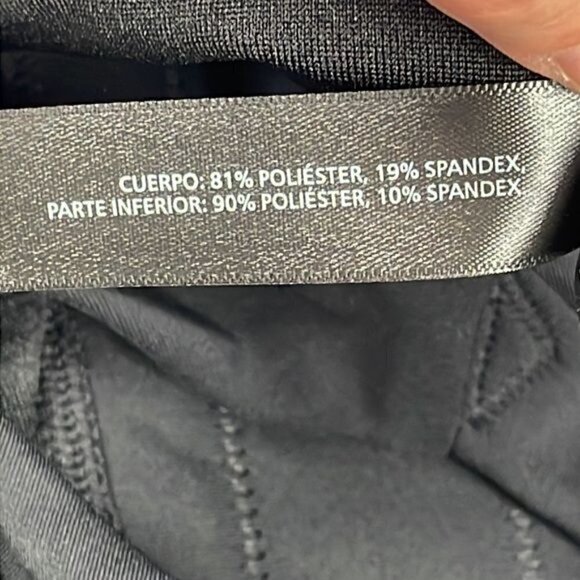 CUERPO: 81% POLIÉSTER, 19% SPANDEX,
PARTE INFERIOR: 90% POLIÉSTER, 10% SPANDEX